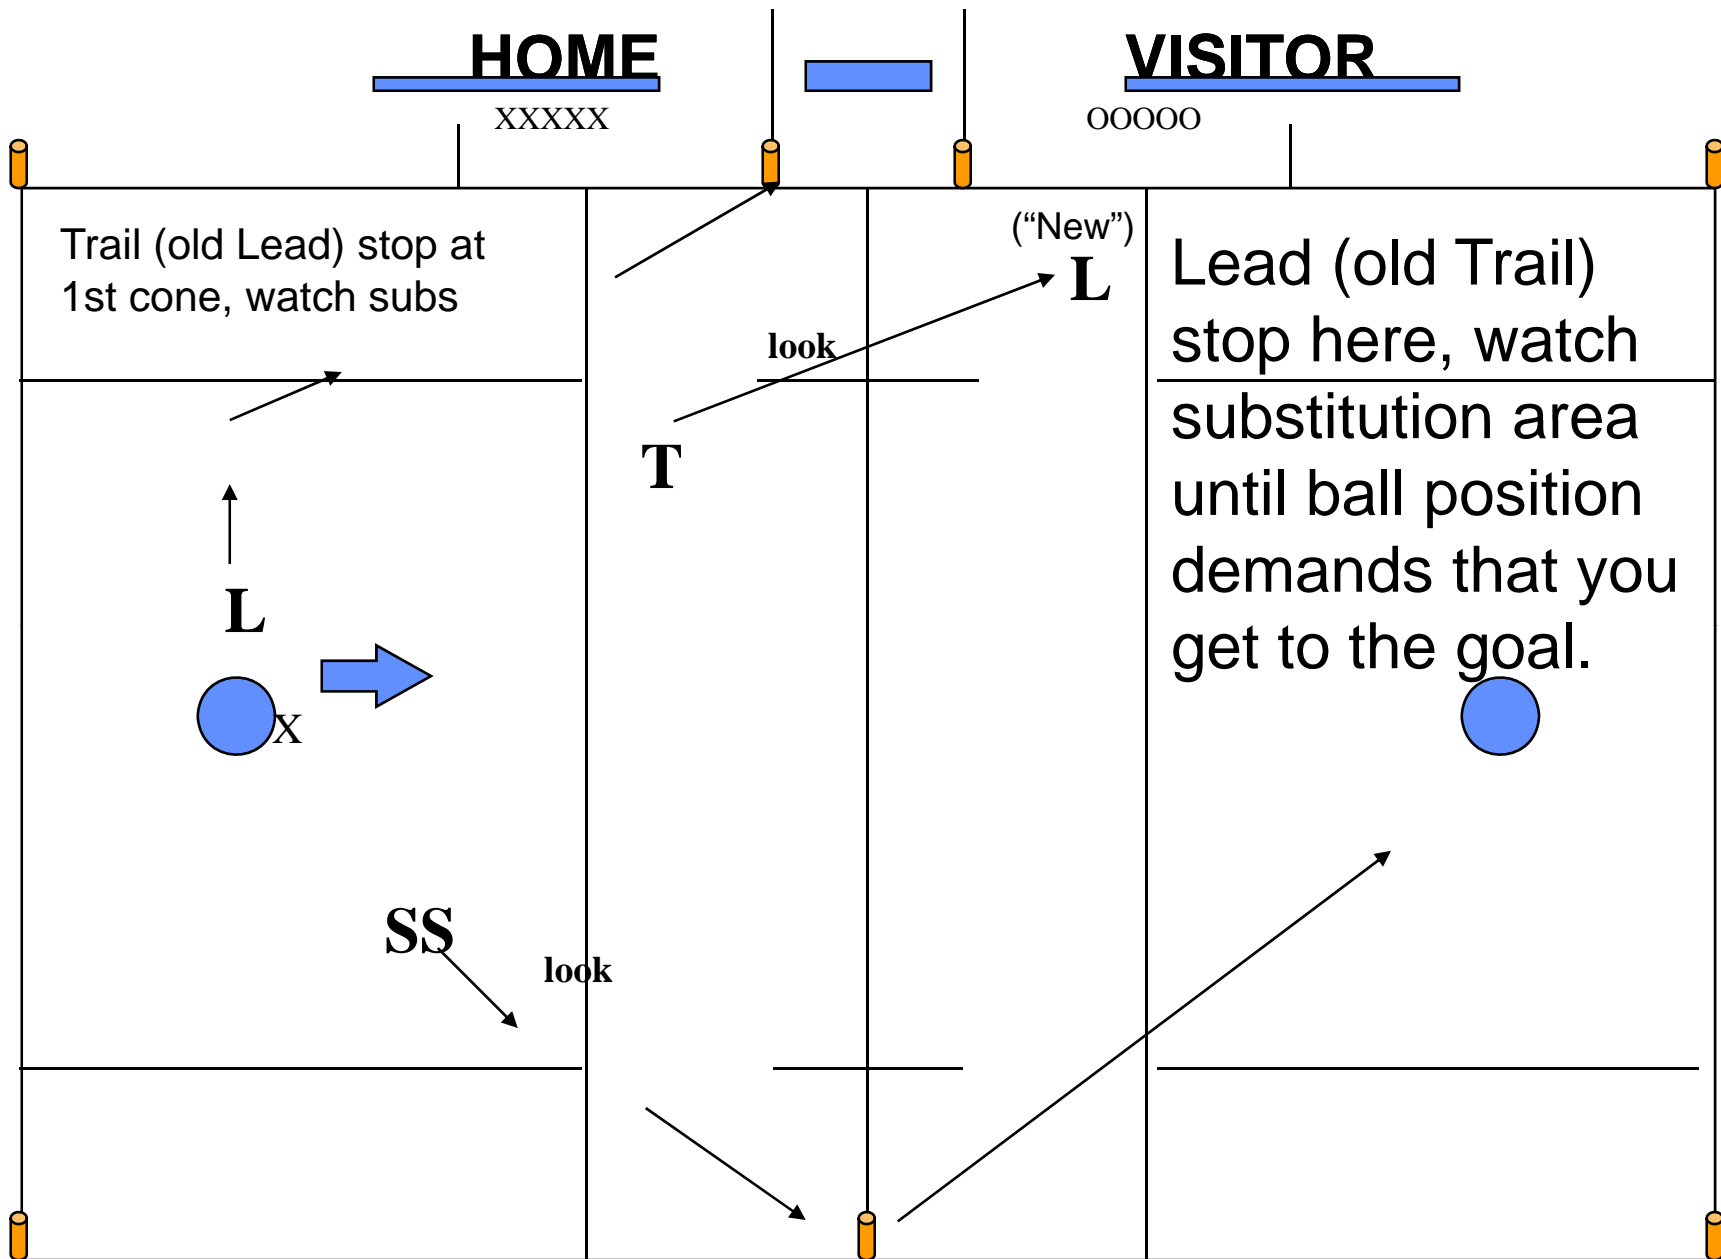 HOME
VISITOR
XXXXX
OOOOO
Trail (old Lead) stop at
1st cone, watch subs
(“New”)
L
look
T
Lead (old Trail)
stop here, watch
substitution area
until ball position
demands that you
get to the goal.
L
X
SS
look